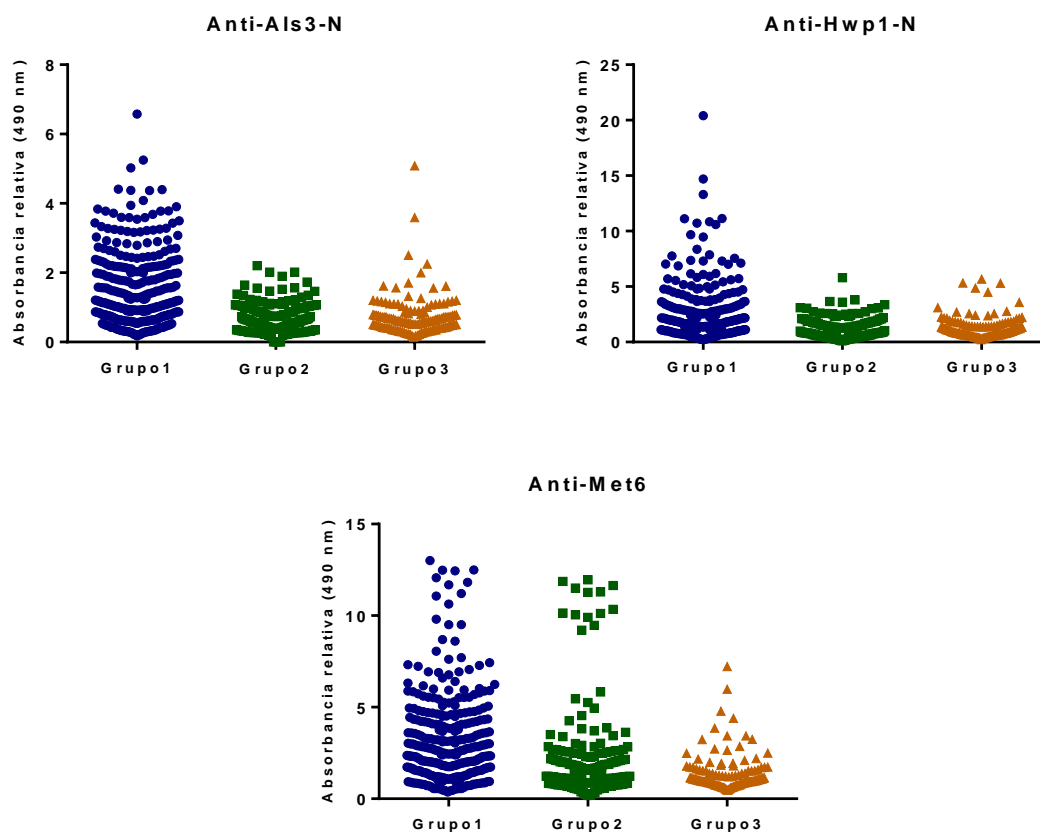 Anti-Als3-N
Absorbancia relativa (490 nm)
8
6
4
2
0
Grupo1 Grupo2 Grupo3
Anti-Hwp1-N
Absorbancia relativa (490 nm)
25
20
15
10
5
0
Grupo1 Grupo2 Grupo3
Anti-Met6
Absorbancia relativa (490 nm)
15
10
5
0
Grupo1 Grupo2 Grupo3